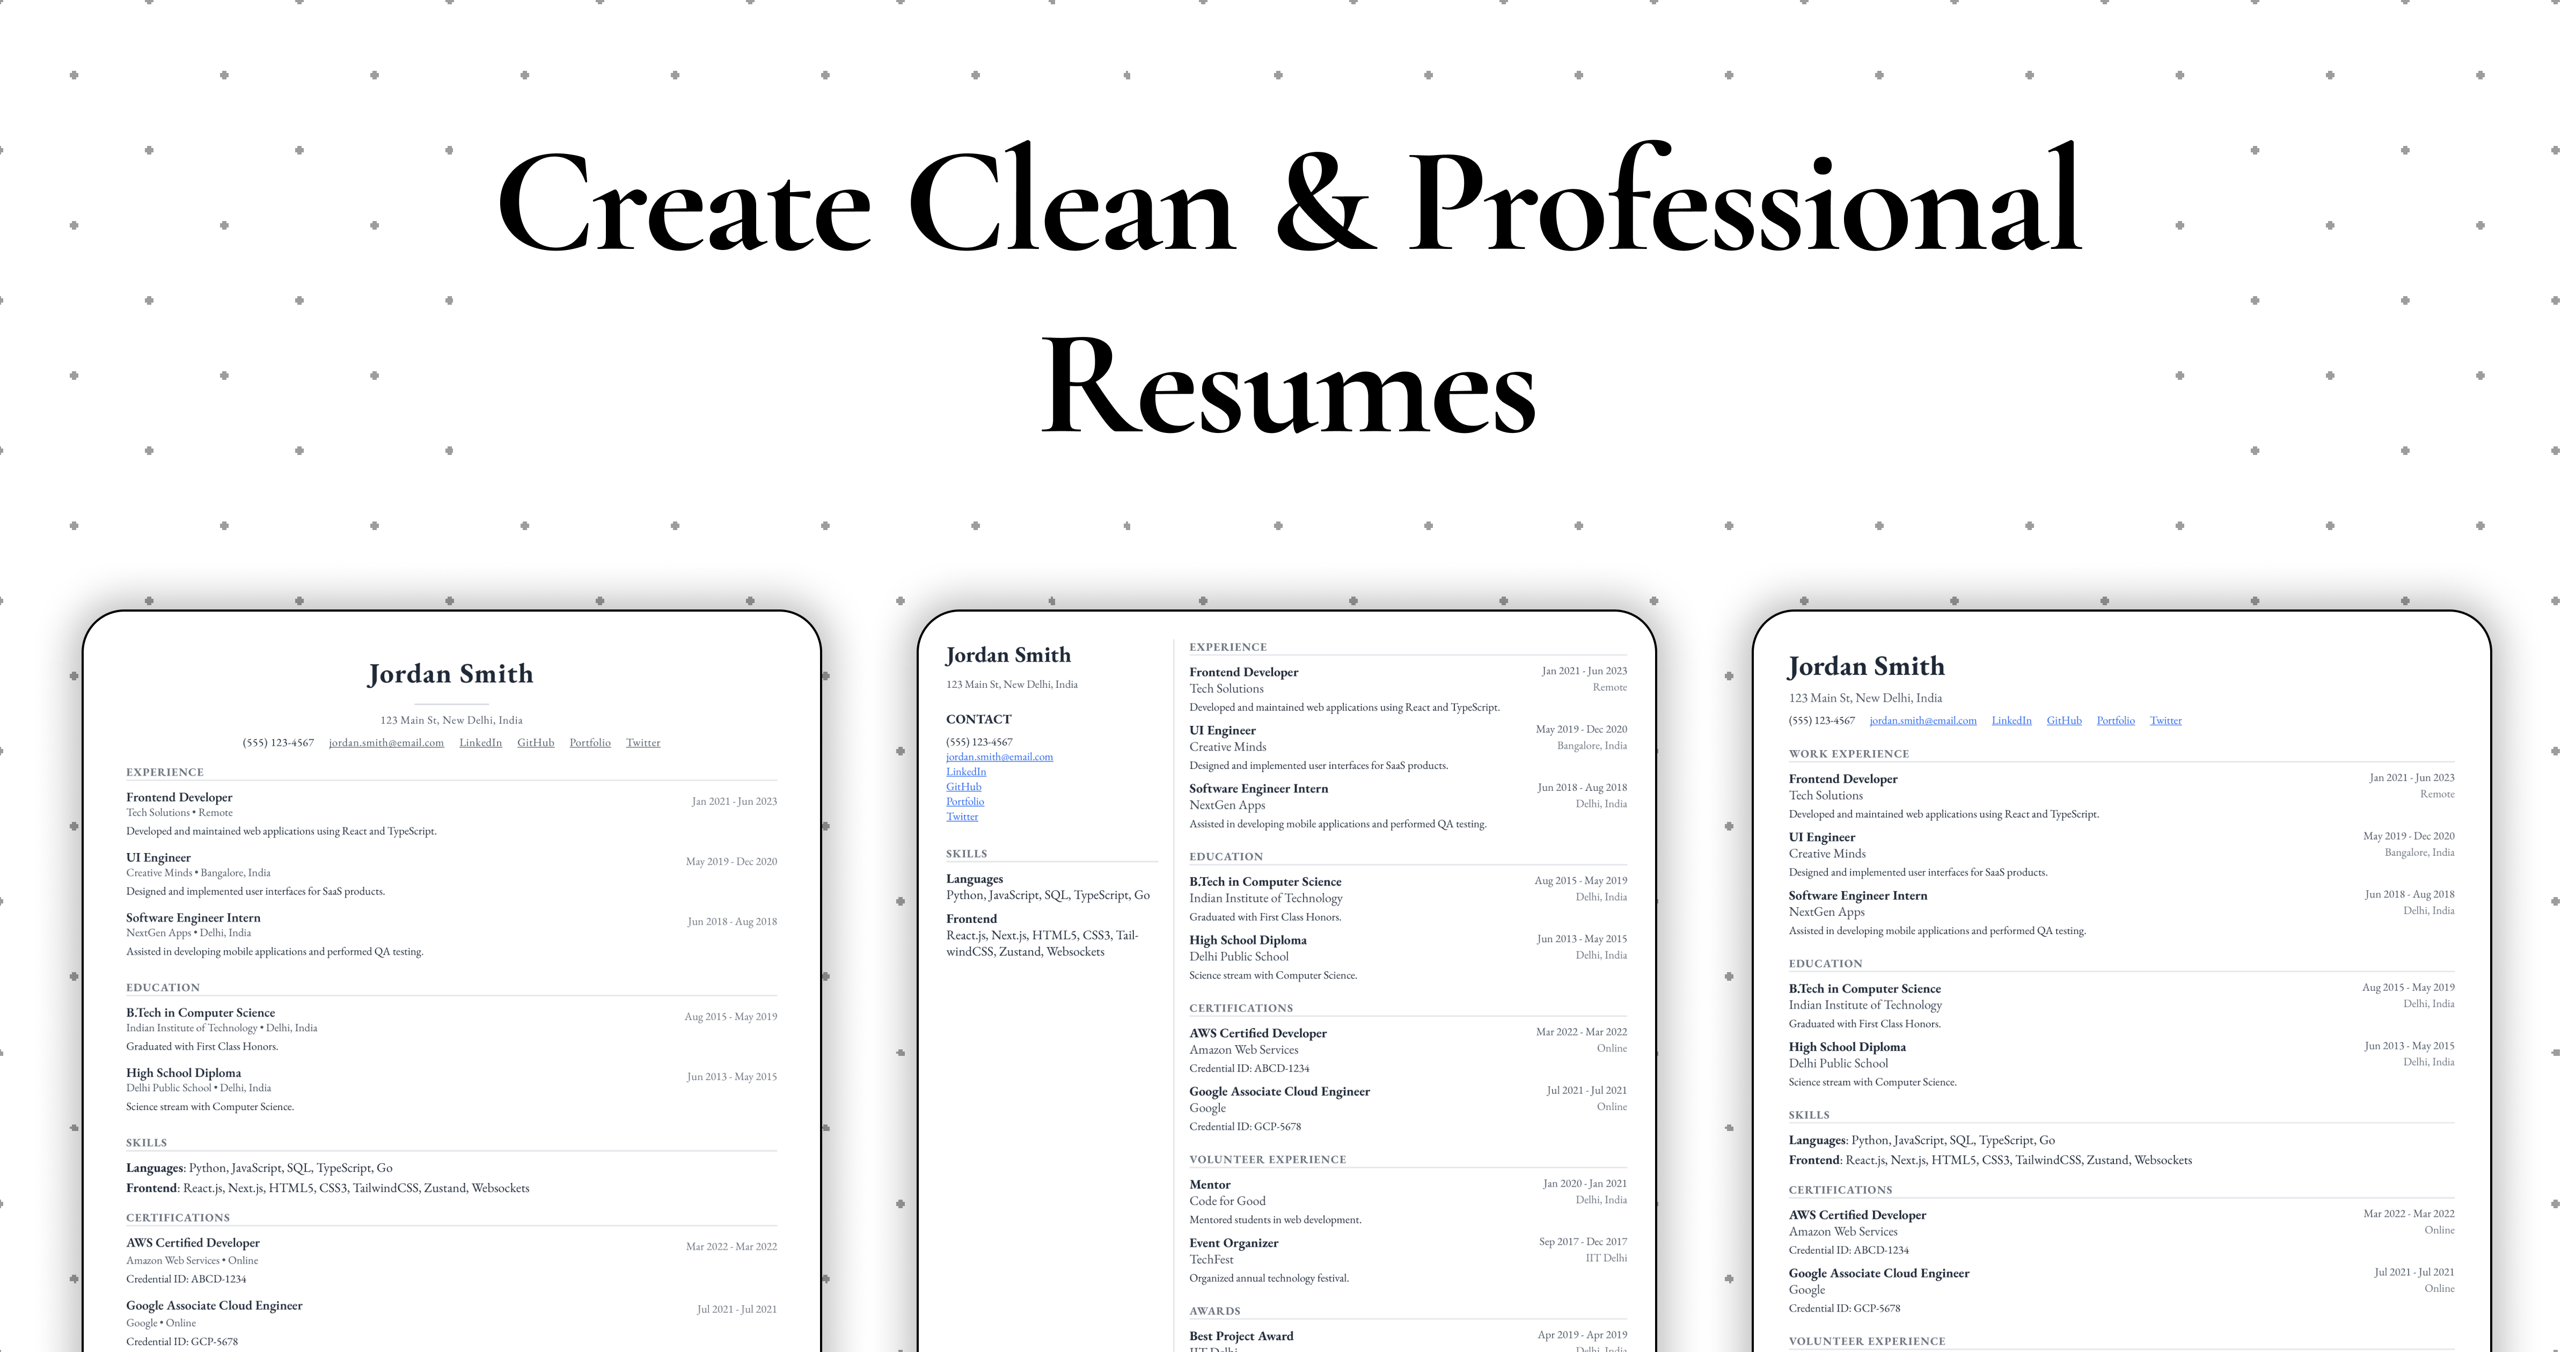 Create Clean & Professional
Resumes
Jordan Smith
123 Main St, New Delhi, India
(555) 123-4567 jordan.smith@email.com LinkedIn GitHub Portfolio Twitter
EXPERIENCE
Frontend Developer Jan 2021 - Jun 2023
Tech Solutions • Remote
Developed and maintained web applications using React and TypeScript.
UI Engineer May 2019 - Dec 2020
Creative Minds • Bangalore, India
Designed and implemented user interfaces for SaaS products.
Software Engineer Intern Jun 2018 - Aug 2018
NextGen Apps • Delhi, India
Assisted in developing mobile applications and performed QA testing.
EDUCATION
B.Tech in Computer Science Aug 2015 - May 2019
Indian Institute of Technology • Delhi, India
Graduated with First Class Honors.
High School Diploma Jun 2013 - May 2015
Delhi Public School • Delhi, India
Science stream with Computer Science.
SKILLS
Languages: Python, JavaScript, SQL, TypeScript, Go
Frontend: React.js, Next.js, HTML5, CSS3, TailwindCSS, Zustand, Websockets
CERTIFICATIONS
AWS Certified Developer Mar 2022 - Mar 2022
Amazon Web Services • Online
Credential ID: ABCD-1234
Google Associate Cloud Engineer Jul 2021 - Jul 2021
Google • Online
Credential ID: GCP-5678
Jordan Smith
123 Main St, New Delhi, India
CONTACT
(555) 123-4567
jordan.smith@email.com
LinkedIn
GitHub
Portfolio
Twitter
SKILLS
Languages
Python, JavaScript, SQL, TypeScript, Go
Frontend
React.js, Next.js, HTML5, CSS3, Tail-
windCSS, Zustand, Websockets
EXPERIENCE
Frontend Developer Jan 2021 - Jun 2023
Tech Solutions Remote
Developed and maintained web applications using React and TypeScript.
UI Engineer May 2019 - Dec 2020
Creative Minds Bangalore, India
Designed and implemented user interfaces for SaaS products.
Software Engineer Intern Jun 2018 - Aug 2018
NextGen Apps Delhi, India
Assisted in developing mobile applications and performed QA testing.
EDUCATION
B.Tech in Computer Science Aug 2015 - May 2019
Indian Institute of Technology Delhi, India
Graduated with First Class Honors.
High School Diploma Jun 2013 - May 2015
Delhi Public School Delhi, India
Science stream with Computer Science.
CERTIFICATIONS
AWS Certified Developer Mar 2022 - Mar 2022
Amazon Web Services Online
Credential ID: ABCD-1234
Google Associate Cloud Engineer Jul 2021 - Jul 2021
Google Online
Credential ID: GCP-5678
VOLUNTEER EXPERIENCE
Mentor Jan 2020 - Jan 2021
Code for Good Delhi, India
Mentored students in web development.
Event Organizer Sep 2017 - Dec 2017
TechFest IIT Delhi
Organized annual technology festival.
AWARDS
Best Project Award Apr 2019 - Apr 2019
IIT Delhi Delhi, India
Jordan Smith
123 Main St, New Delhi, India
(555) 123-4567 jordan.smith@email.com LinkedIn GitHub Portfolio Twitter
WORK EXPERIENCE
Frontend Developer Jan 2021 - Jun 2023
Tech Solutions Remote
Developed and maintained web applications using React and TypeScript.
UI Engineer May 2019 - Dec 2020
Creative Minds Bangalore, India
Designed and implemented user interfaces for SaaS products.
Software Engineer Intern Jun 2018 - Aug 2018
NextGen Apps Delhi, India
Assisted in developing mobile applications and performed QA testing.
EDUCATION
B.Tech in Computer Science Aug 2015 - May 2019
Indian Institute of Technology Delhi, India
Graduated with First Class Honors.
High School Diploma Jun 2013 - May 2015
Delhi Public School Delhi, India
Science stream with Computer Science.
SKILLS
Languages: Python, JavaScript, SQL, TypeScript, Go
Frontend: React.js, Next.js, HTML5, CSS3, TailwindCSS, Zustand, Websockets
CERTIFICATIONS
AWS Certified Developer Mar 2022 - Mar 2022
Amazon Web Services Online
Credential ID: ABCD-1234
Google Associate Cloud Engineer Jul 2021 - Jul 2021
Google Online
Credential ID: GCP-5678
VOLUNTEER EXPERIENCE